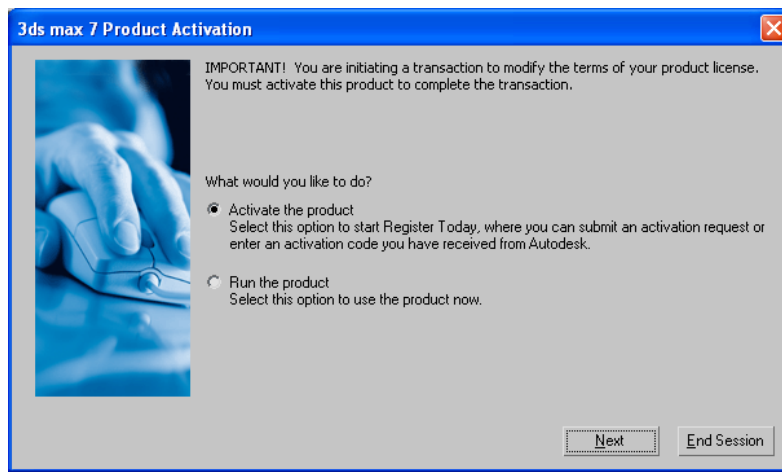 3ds max 7 Product Activation
IMPORTANT! You are initiating a transaction to modify the terms of your product license.
You must activate this product to complete the transaction.
What would you like to do?
Activate the product
Select this option to start Register Today, where you can submit an activation request or
enter an activation code you have received from Autodesk.
Run the product
Select this option to use the product now.
Next
End Session